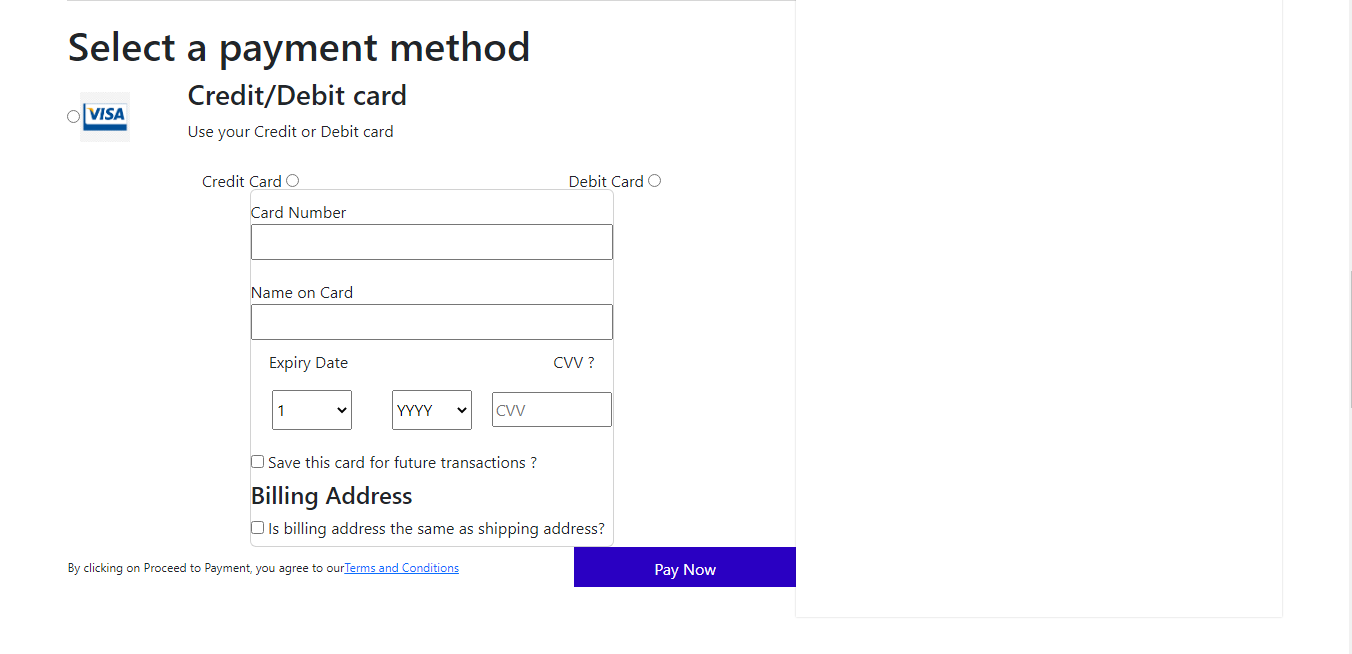 Select a payment method
VISA
Credit/Debit card
Use your Credit or Debit card
Credit Card
Debit Card
Card Number
Name on Card
Expiry Date
CVV ?
1
YYYY
CVV
Save this card for future transactions ?
Billing Address
Is billing address the same as shipping address?
By clicking on Proceed to Payment, you agree to ourTerms and Conditions
Pay Now